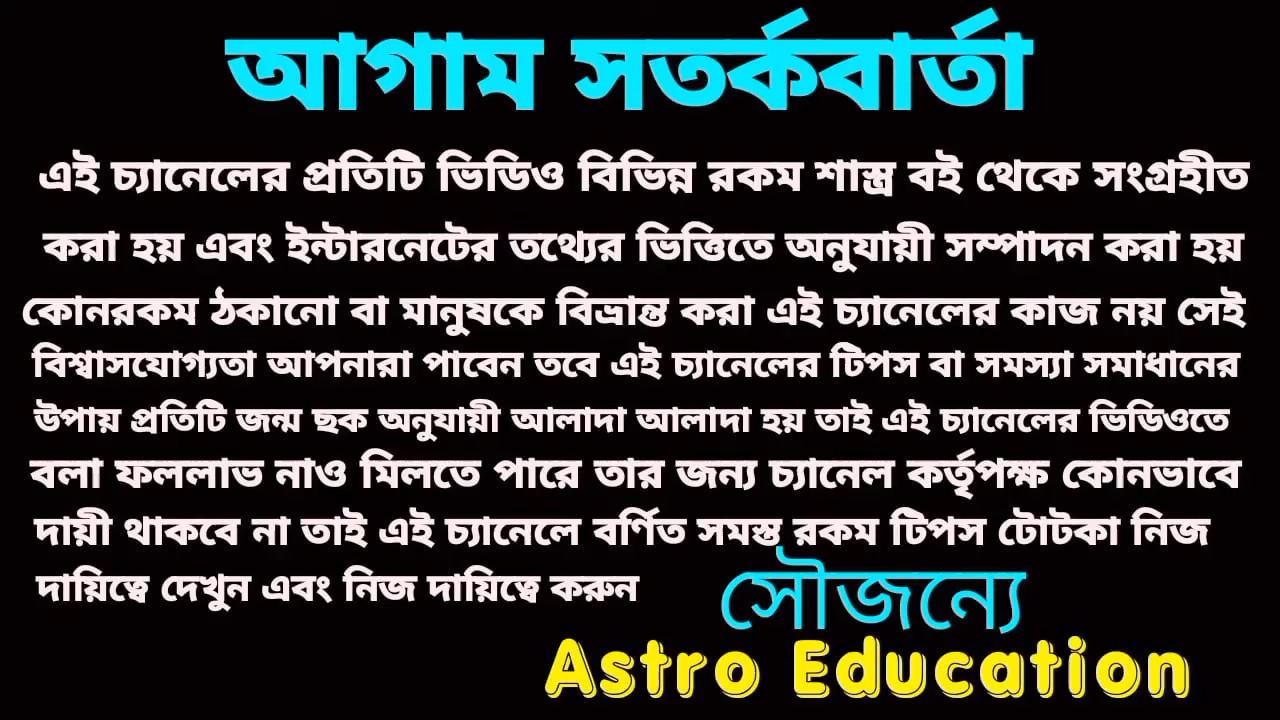 আগাম সতর্কবার্তা
এই চ্যানেলের প্রতিটি ভিডিও বিভিন্ন রকম শাস্ত্র বই থেকে সংগ্রহীত
করা হয় এবং ইন্টারনেটের তথ্যের ভিত্তিতে অনুযায়ী সম্পাদন করা হয়
কোনরকম ঠকানো বা মানুষকে বিভ্রান্ত করা এই চ্যানেলের কাজ নয় সেই
বিশ্বাসযোগ্যতা আপনারা পাবেন তবে এই চ্যানেলের টিপস বা সমস্যা সমাধানের
উপায় প্রতিটি জন্ম ছক অনুযায়ী আলাদা আলাদা হয় তাই এই চ্যানেলের ভিডিওতে
বলা ফললাভ নাও মিলতে পারে তার জন্য চ্যানেল কর্তৃপক্ষ কোনভাবে
দায়ী থাকবে না তাই এই চ্যানেলে বর্ণিত সমস্ত রকম টিপস টোটকা নিজ
দায়িত্বে দেখুন এবং নিজ দায়িত্বে করুন
সৌজন্যে
Astro Education